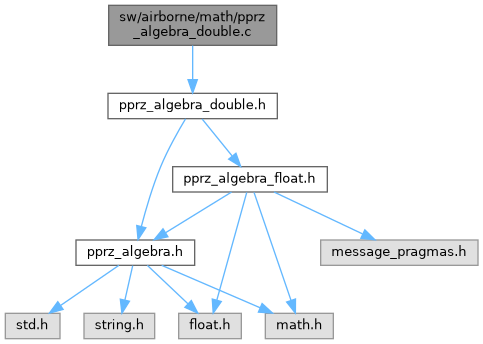 sw/airborne/math/pprz
_algebra_double.c
pprz_algebra_double.h
pprz_algebra_float.h
pprz_algebra.h
message_pragmas.h
std.h
string.h
float.h
math.h